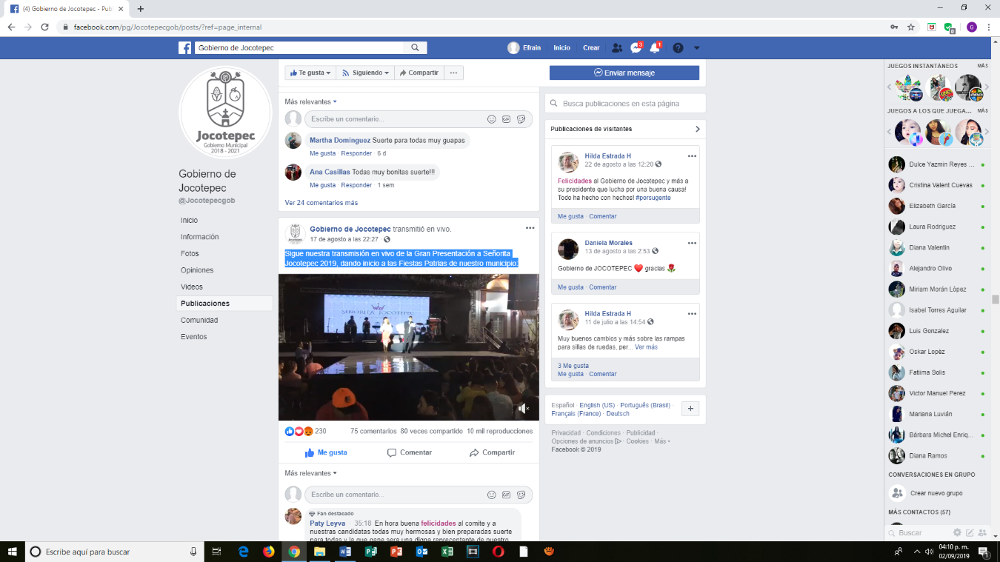 (4) Gobierno de Jocotepec - Pub
facebook.com/pg/Jocotepecgob/posts/?ref=page_internal
Gobierno de Jocotepec
Efrain
Inicio
Crear
3
1
Jocotepec
Gobierno Municipal
2018 - 2021
Gobierno de
Jocotepec
@Jocotepecgob
Inicio
Información
Fotos
Opiniones
Videos
Publicaciones
Comunidad
Eventos
Te gusta
Siguiendo
Compartir
Más relevantes
Escribe un comentario...
Martha Dominguez Suerte para todas muy guapas
Me gusta · Responder · 6 d
Ana Casillas Todas muy bonitas suerte!!!
Me gusta · Responder · 1 sem
Ver 24 comentarios más
Gobierno de Jocotepec transmitió en vivo.
17 de agosto a las 22:27 ·
Sigue nuestra transmisión en vivo de la Gran Presentación a Señorita
Jocotepec 2019, dando inicio a las Fiestas Patrias de nuestro municipio.
SEÑORITA JOCOTEPEC
230
75 comentarios 80 veces compartido 10 mil reproducciones
Me gusta
Comentar
Compartir
Más relevantes
Escribe un comentario...
Fan destacado
Paty Leyva · 35:18 En hora buena felicidades al comite y a
nuestras candidatas todas muy hermosas y bien preparadas suerte
para todas y la que gane sera una digna reprecentante de nuestro
Enviar mensaje
Busca publicaciones en esta página
Publicaciones de visitantes
Hilda Estrada H
22 de agosto a las 12:20
Felicidades al Gobierno de Jocotepec y más a
su presidente que lucha por una buena causa!
Todo ha hecho con hechos! #porsugente
Me gusta · Comentar
Daniela Morales
13 de agosto a las 2:53
Gobierno de JOCOTEPEC ❤️ gracias 🌹
Me gusta · Comentar
Hilda Estrada H
11 de julio a las 14:54
Muy buenos cambios y más sobre las rampas
para sillas de ruedas, per... Ver más
3 Me gusta
Me gusta · Comentar
Español · English (US) · Português (Brasil) ·
Français (France) · Deutsch
Privacidad · Condiciones · Publicidad ·
Opciones de anuncios · Cookies · Más
Facebook © 2019
JUEGOS INSTANTÁNEOS MÁS
JUEGOS A LOS QUE JUEGA... MÁS
Dulce Yazmin Reyes ...
Cristina Valent Cuevas
Elizabeth García
Laura Rodriguez
Diana Valentin
Alejandro Olivo
Miriam Morán López
Isabel Torres Aguilar
Luis Gonzalez
Oskar Lopéz
Fatiima Solis
Victor Manuel Perez
Mariana Luvián
Bárbara Michel Enriq...
Diana Ramos
CONVERSACIONES EN GRUPO
Crear nuevo grupo
MÁS CONTACTOS (57)
Buscar
Escribe aquí para buscar
04:10 p. m.
02/09/2019
1